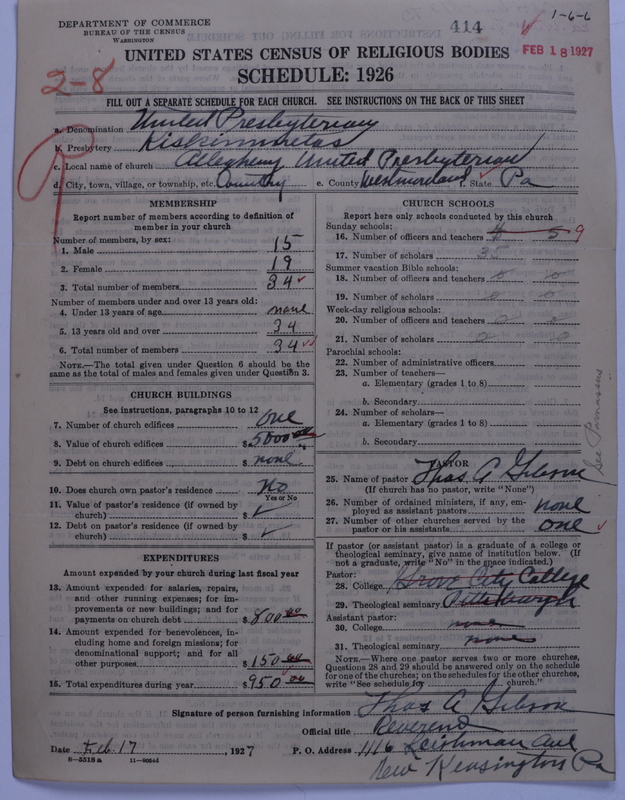 DEPARTMENT OF COMMERCE
BUREAU OF THE CENSUS
WASHINGTON
414
1-6-6
FEB 18 1927
UNITED STATES CENSUS OF RELIGIOUS BODIES
SCHEDULE: 1926
2-8
FILL OUT A SEPARATE SCHEDULE FOR EACH CHURCH. SEE INSTRUCTIONS ON THE BACK OF THIS SHEET
a. Denomination United Presbyterian
b. Presbytery Kiskiminetas
c. Local name of church Allegheny United Presbyterian
d. City, town, village, or township, etc. Country e. County Westmoreland f. State Pa
MEMBERSHIP
Report number of members according to definition of member in your church
Number of members, by sex:
1. Male 15
2. Female 19
3. Total number of members 34
Number of members under and over 13 years old:
4. Under 13 years of age none
5. 13 years old and over 34
6. Total number of members 34
NOTE.—The total given under Question 6 should be the same as the total of males and females given under Question 3.
CHURCH BUILDINGS
See instructions, paragraphs 10 to 12
7. Number of church edifices one
8. Value of church edifices $ 5000 00
9. Debt on church edifices $ none
10. Does church own pastor's residence No
Yes or No
11. Value of pastor's residence (if owned by church) $ ✓
12. Debt on pastor's residence (if owned by church) $ ✓
EXPENDITURES
Amount expended by your church during last fiscal year
13. Amount expended for salaries, repairs, and other running expenses; for improvements or new buildings; and for payments on church debt $ 800 00
14. Amount expended for benevolences, including home and foreign missions; for denominational support; and for all other purposes $ 150 00
15. Total expenditures during year $ 950 00
CHURCH SCHOOLS
Report here only schools conducted by this church
Sunday schools:
16. Number of officers and teachers 4 5 9
17. Number of scholars 35
Summer vacation Bible schools:
18. Number of officers and teachers 0 0
19. Number of scholars 0 0
Week-day religious schools:
20. Number of officers and teachers 0 0
21. Number of scholars 0 0
Parochial schools:
22. Number of administrative officers
23. Number of teachers—
a. Elementary (grades 1 to 8)
b. Secondary
24. Number of scholars—
a. Elementary (grades 1 to 8)
b. Secondary
See Parnassus
PASTOR
25. Name of pastor Thos A Gibson
(If church has no pastor, write "None")
26. Number of ordained ministers, if any, employed as assistant pastors none
27. Number of other churches served by the pastor or his assistants one
If pastor (or assistant pastor) is a graduate of a college or theological seminary, give name of institution below. (If not a graduate, write "No" in the space indicated.)
Pastor:
28. College Grove City College
29. Theological seminary Pittsburgh
Assistant pastor:
30. College none
31. Theological seminary none
NOTE.—Where one pastor serves two or more churches, Questions 28 and 29 should be answered only on the schedule for one of the churches; on the schedules for the other churches, write "See schedule for church."
Signature of person furnishing information Thos A Gibson
Official title Reverend
Date Feb. 17, 1927 P. O. Address 1116 Leishman Ave
New Kensington Pa
8—5518a 11—9064d